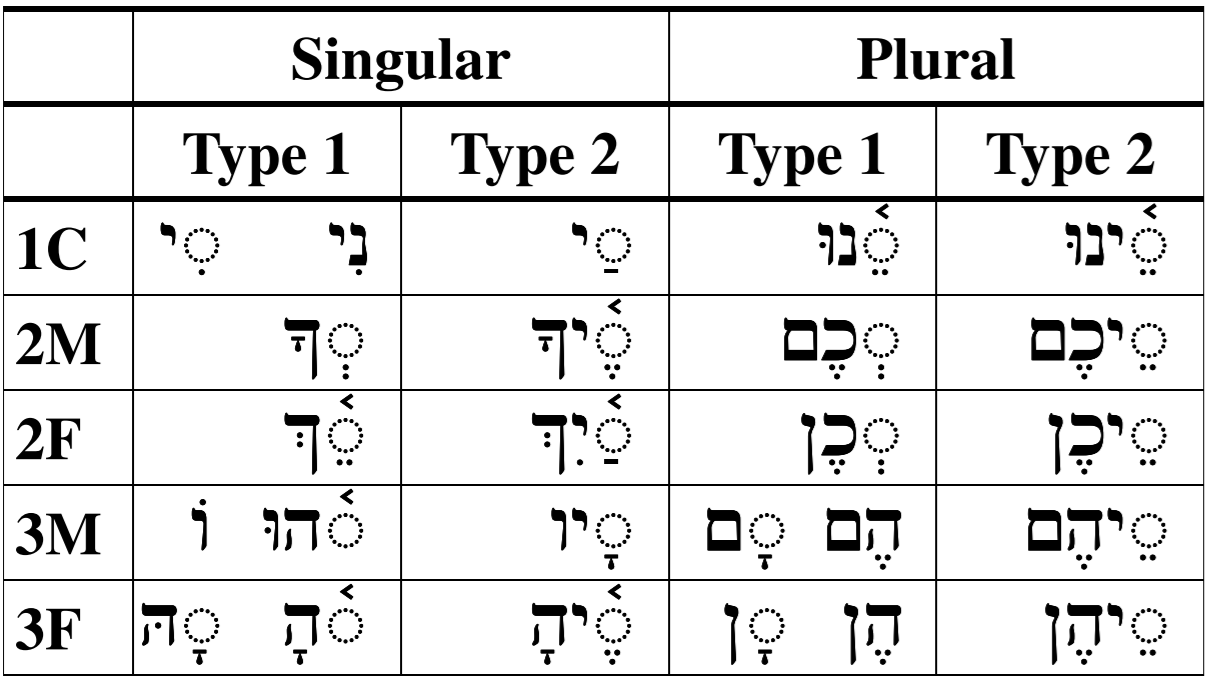 Singular Plural
Type 1 Type 2 Type 1 Type 2
1C נִי ◌ִי ◌ַי ◌ֵ֫נוּ ◌ֵ֫ינוּ
2M ◌ְךָ ◌ֶ֫יךָ ◌ְכֶם ◌ֵיכֶם
2F ◌ֵ֫ךְ ◌ַ֫יִךְ ◌ְכֶן ◌ֵיכֶן
3M ◌֫הוּ וֹ ◌ָיו הֶם ◌ָם ◌ֵיהֶם
3F ◌֫הָ ◌ָהּ ◌ֶ֫יהָ הֶן ◌ָן ◌ֵיהֶן